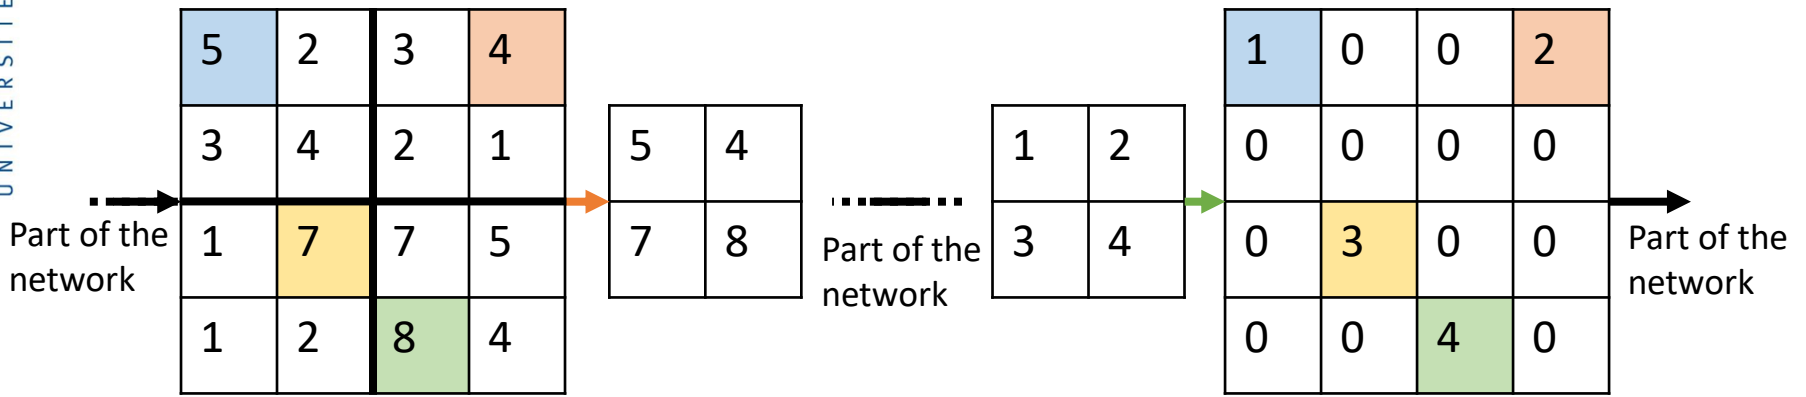 UNIVERSITE
5 2 3 4
3 4 2 1
1 7 7 5
1 2 8 4
Part of the
network
5 4
7 8
Part of the
network
1 2
3 4
1 0 0 2
0 0 0 0
0 3 0 0
0 0 4 0
Part of the
network